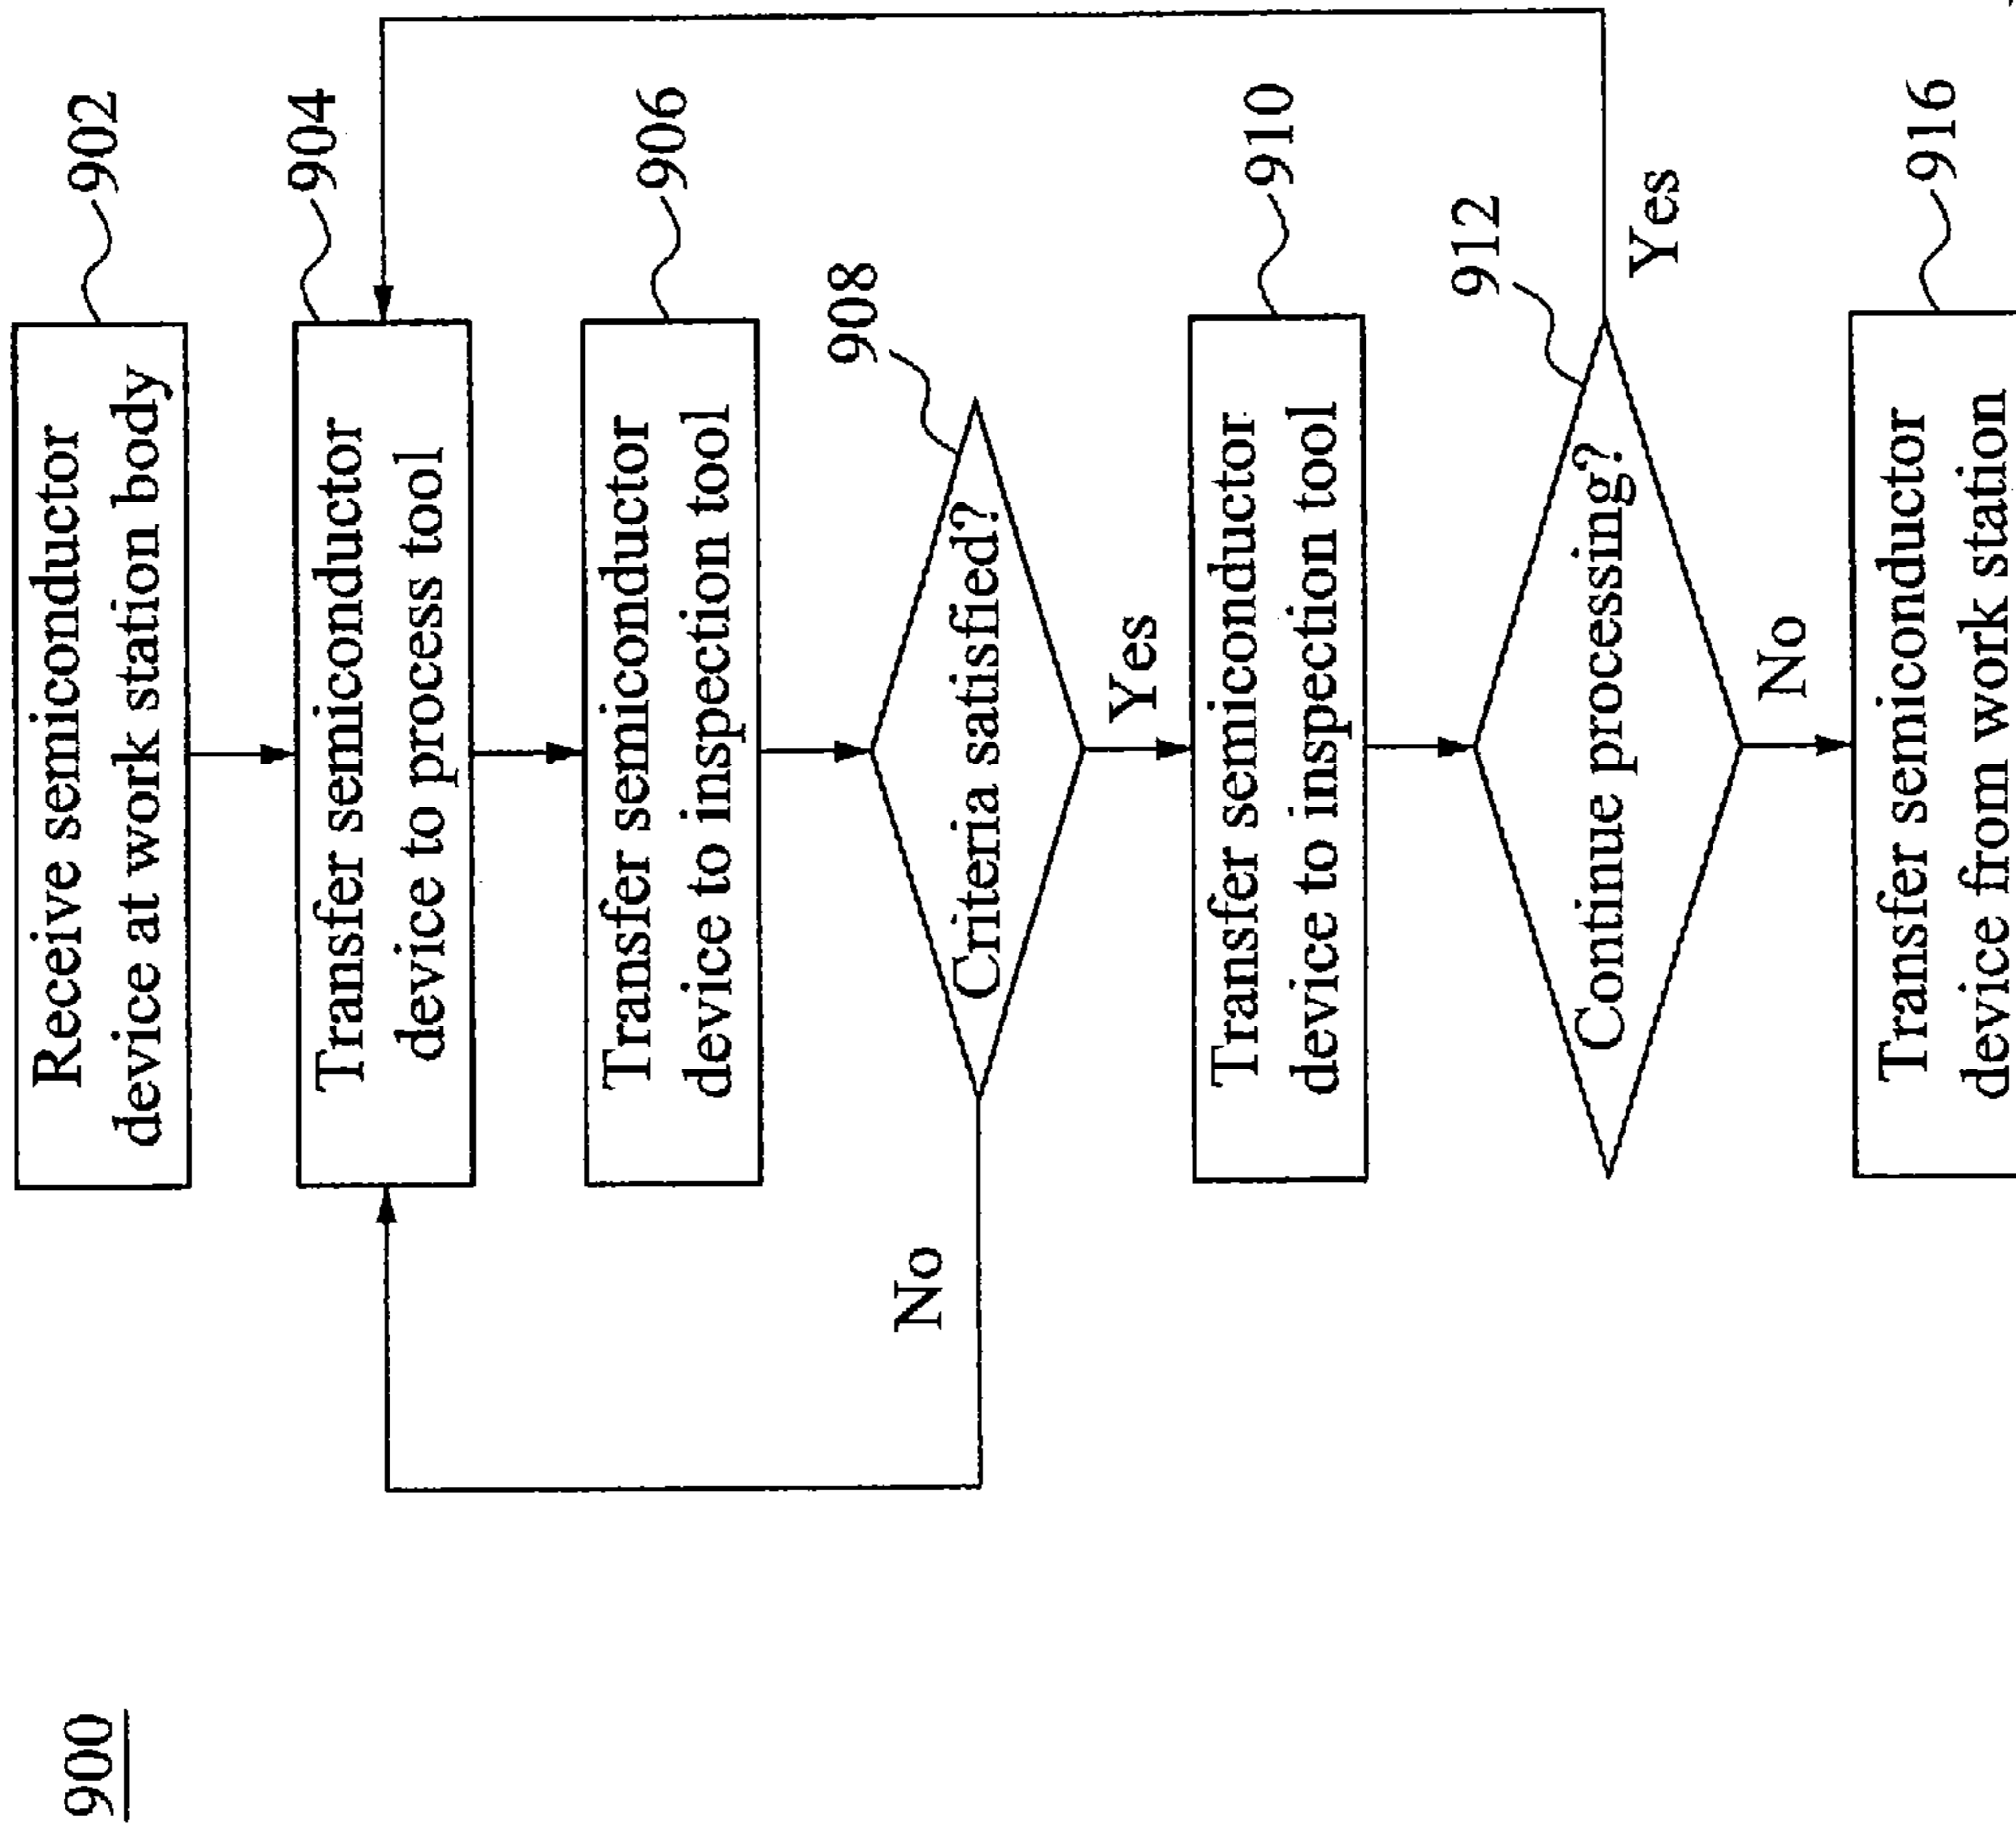 900
Receive semiconductor
device at work station body
902
Transfer semiconductor
device to process tool
904
Transfer semiconductor
device to inspection tool
906
Criteria satisfied?
908
No
Yes
Transfer semiconductor
device to inspection tool
910
Continue processing?
912
Yes
No
Transfer semiconductor
device from work station
916